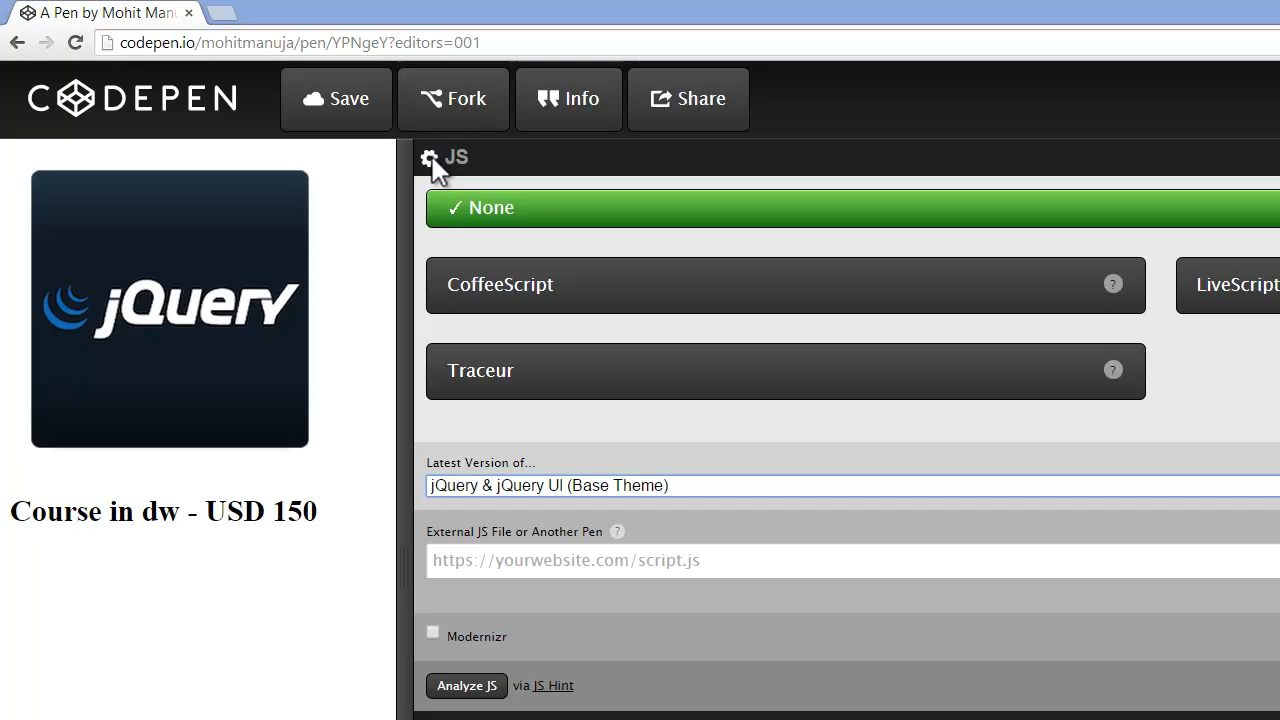 A Pen by Mohit Manu
codepen.io/mohitmanuja/pen/YPNgeY?editors=001
CODEPEN
Save
Fork
Info
Share
JS
✓ None
CoffeeScript ?
LiveScript
Traceur ?
jQuery
Course in dw - USD 150
Latest Version of...
jQuery & jQuery UI (Base Theme)
External JS File or Another Pen ?
https://yourwebsite.com/script.js
Modernizr
Analyze JS via JS Hint